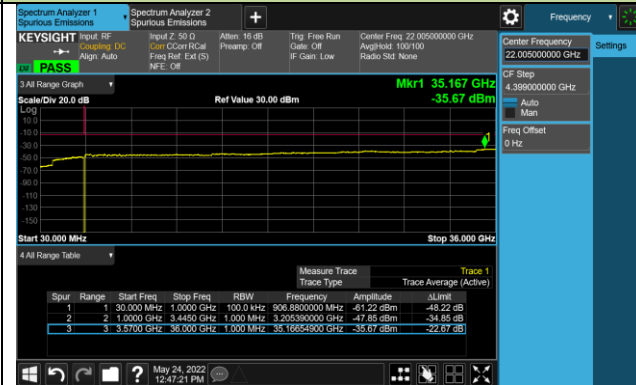 Spectrum Analyzer 1
Spurious Emissions
Spectrum Analyzer 2
Spurious Emissions
+
Frequency
KEYSIGHT
Input: RF
Coupling: DC
Align: Auto
Input Z: 50 Ω
Corr CCorr RCal
Freq Ref: Ext (S)
NFE: Off
Atten: 16 dB
Preamp: Off
Trig: Free Run
Gate: Off
IF Gain: Low
Center Freq: 22.005000000 GHz
Avg|Hold: 100/100
Radio Std: None
PASS
Center Frequency
22.005000000 GHz
Settings
CF Step
4.399000000 GHz
Auto
Man
Freq Offset
0 Hz
3 All Range Graph
Mkr1 35.167 GHz
Scale/Div 20.0 dB
Ref Value 30.00 dBm
-35.67 dBm
Log
10.0
-10.0
-30.0
-50.0
-70.0
-90.0
-110
-130
-150
1
Start 30.000 MHz
Stop 36.000 GHz
4 All Range Table
Measure Trace Trace 1
Trace Type Trace Average (Active)
Spur Range Start Freq Stop Freq RBW Frequency Amplitude ΔLimit
1 1 30.000 MHz 1.0000 GHz 100.0 kHz 906.8800000 MHz -61.22 dBm -48.22 dB
2 2 1.0000 GHz 3.4450 GHz 1.000 MHz 3.205390000 GHz -47.85 dBm -34.85 dB
3 3 3.5700 GHz 36.000 GHz 1.000 MHz 35.16654900 GHz -35.67 dBm -22.67 dB
?
May 24, 2022
12:47:21 PM